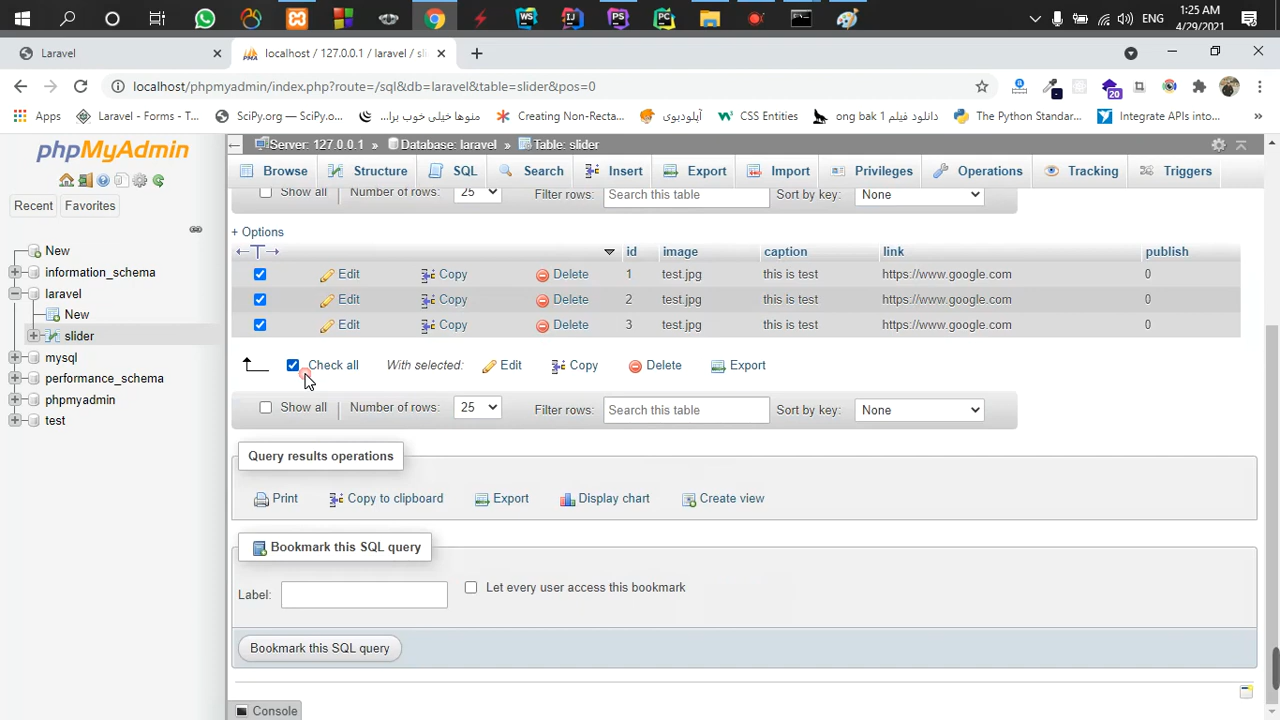 1:25 AM
ENG
4/29/2021
Laravel
localhost / 127.0.0.1 / laravel / sli
localhost/phpmyadmin/index.php?route=/sql&db=laravel&table=slider&pos=0
20
Apps
Laravel - Forms - T...
SciPy.org — SciPy.o...
منوها خیلی خوب برا...
Creating Non-Recta...
آپلودبوی
CSS Entities
دانلود فیلم ong bak 1
The Python Standar...
Integrate APIs into...
phpMyAdmin
Recent
Favorites
New
information_schema
laravel
New
slider
mysql
performance_schema
phpmyadmin
test
Server: 127.0.0.1 » Database: laravel » Table: slider
Browse Structure SQL Search Insert Export Import Privileges Operations Tracking Triggers
Show all Number of rows: 25 Filter rows: Search this table Sort by key: None
+ Options
id image caption link publish
Edit Copy Delete 1 test.jpg this is test https://www.google.com 0
Edit Copy Delete 2 test.jpg this is test https://www.google.com 0
Edit Copy Delete 3 test.jpg this is test https://www.google.com 0
Check all With selected: Edit Copy Delete Export
Show all Number of rows: 25 Filter rows: Search this table Sort by key: None
Query results operations
Print Copy to clipboard Export Display chart Create view
Bookmark this SQL query
Label: Let every user access this bookmark
Bookmark this SQL query
Console